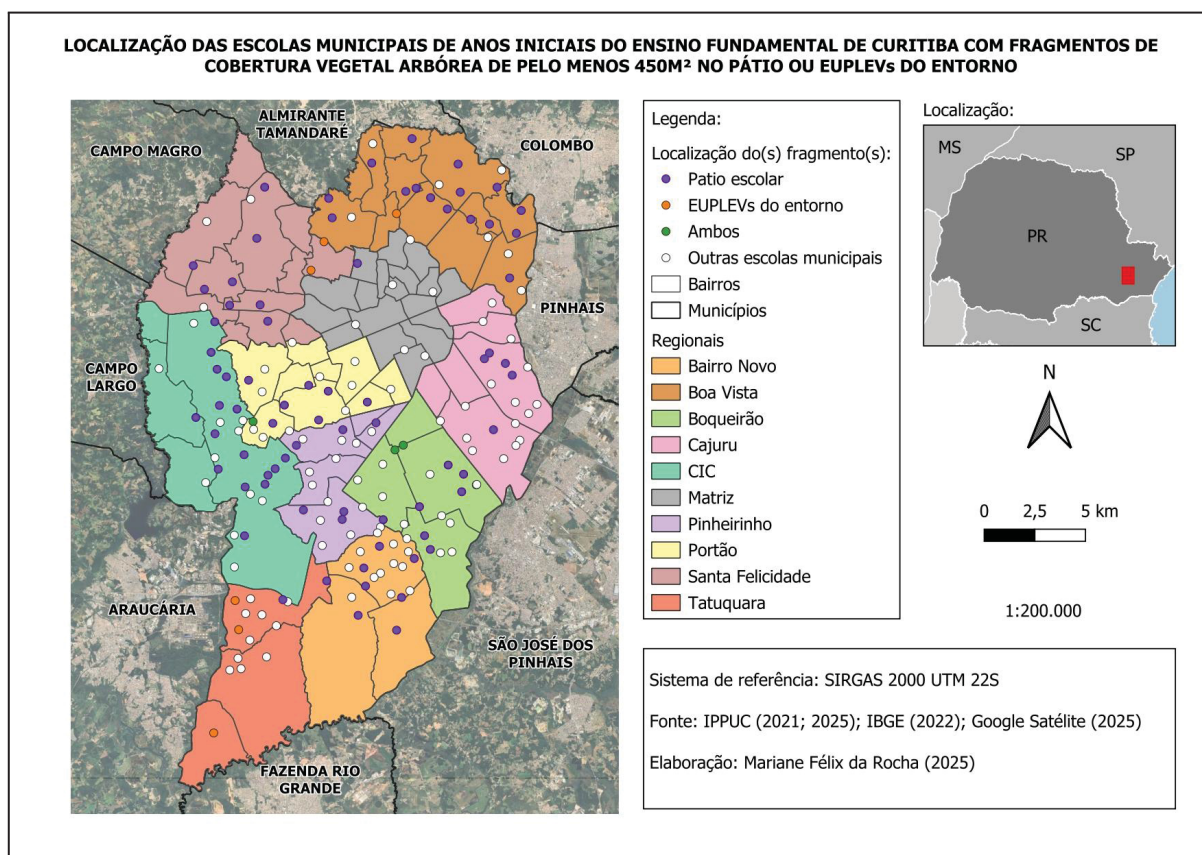 LOCALIZAÇÃO DAS ESCOLAS MUNICIPAIS DE ANOS INICIAIS DO ENSINO FUNDAMENTAL DE CURITIBA COM FRAGMENTOS DE
COBERTURA VEGETAL ARBÓREA DE PELO MENOS 450M² NO PÁTIO OU EUPLEVs DO ENTORNO
ALMIRANTE
TAMANDARÉ
CAMPO MAGRO
COLOMBO
PINHAIS
CAMPO
LARGO
ARAUCÁRIA
SÃO JOSÉ DOS
PINHAIS
FAZENDA RIO
GRANDE
Legenda:
Localização do(s) fragmento(s):
Patio escolar
EUPLEVs do entorno
Ambos
Outras escolas municipais
Bairros
Municípios
Regionais
Bairro Novo
Boa Vista
Boqueirão
Cajuru
CIC
Matriz
Pinheirinho
Portão
Santa Felicidade
Tatuquara
Localização:
MS
SP
PR
SC
N
0 2,5 5 km
1:200.000
Sistema de referência: SIRGAS 2000 UTM 22S
Fonte: IPPUC (2021; 2025); IBGE (2022); Google Satélite (2025)
Elaboração: Mariane Félix da Rocha (2025)